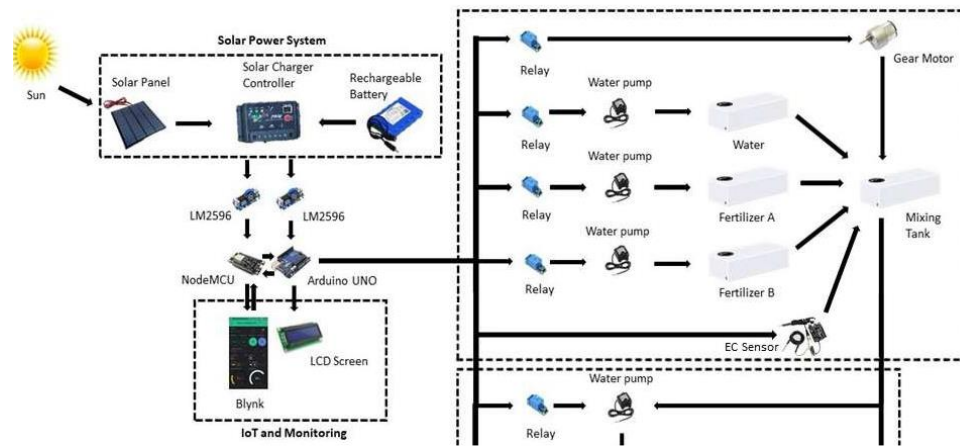 Solar Power System
Sun
Solar Panel
Solar Charger
Controller
Rechargeable
Battery
LM2596
LM2596
NodeMCU
Arduino UNO
Blynk
LCD Screen
IoT and Monitoring
Relay
Gear Motor
Water pump
Relay
Water
Water pump
Relay
Fertilizer A
Mixing
Tank
Water pump
Relay
Fertilizer B
EC Sensor
Water pump
Relay